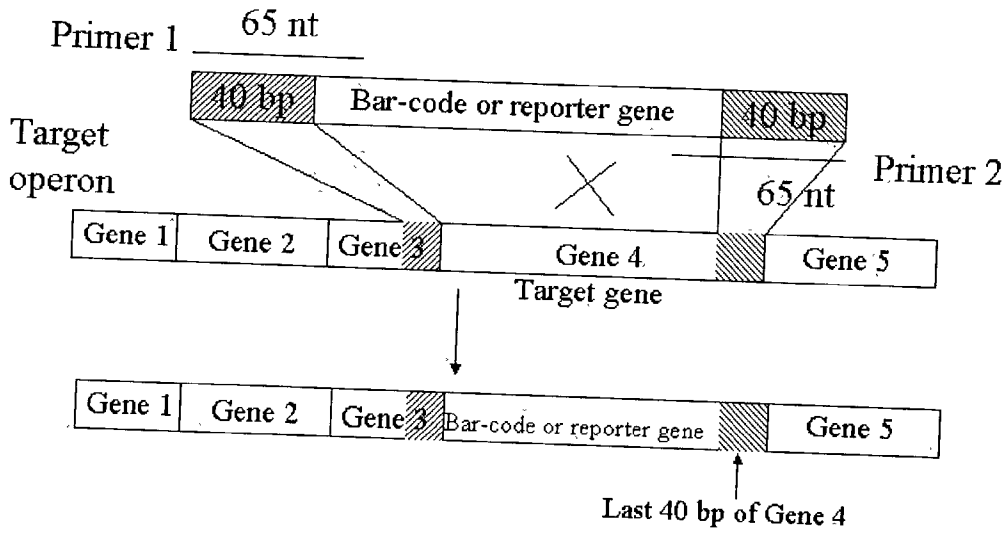 Primer 1
65 nt
40 bp
Bar-code or reporter gene
40 bp
Target
operon
Primer 2
65 nt
Gene 1
Gene 2
Gene 3
Gene 4
Gene 5
Target gene
Gene 1
Gene 2
Gene 3
Bar-code or reporter gene
Gene 5
Last 40 bp of Gene 4